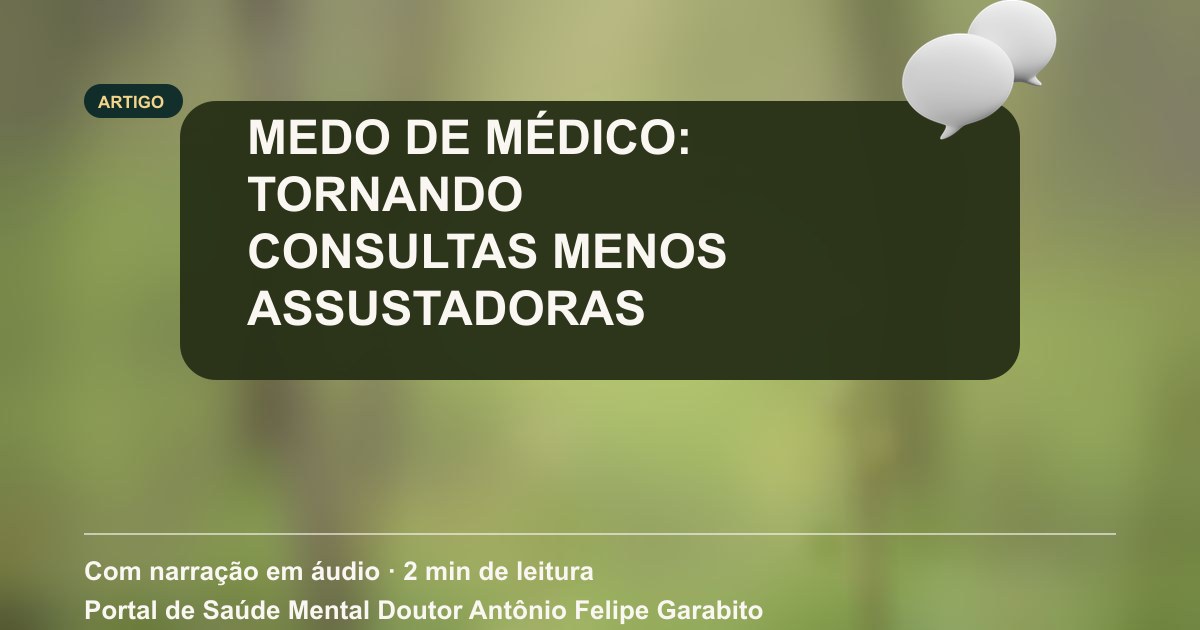 ARTIGO
MEDO DE MÉDICO:
TORNANDO
CONSULTAS MENOS
ASSUSTADORAS
Com narração em áudio · 2 min de leitura
Portal de Saúde Mental Doutor Antônio Felipe Garabito